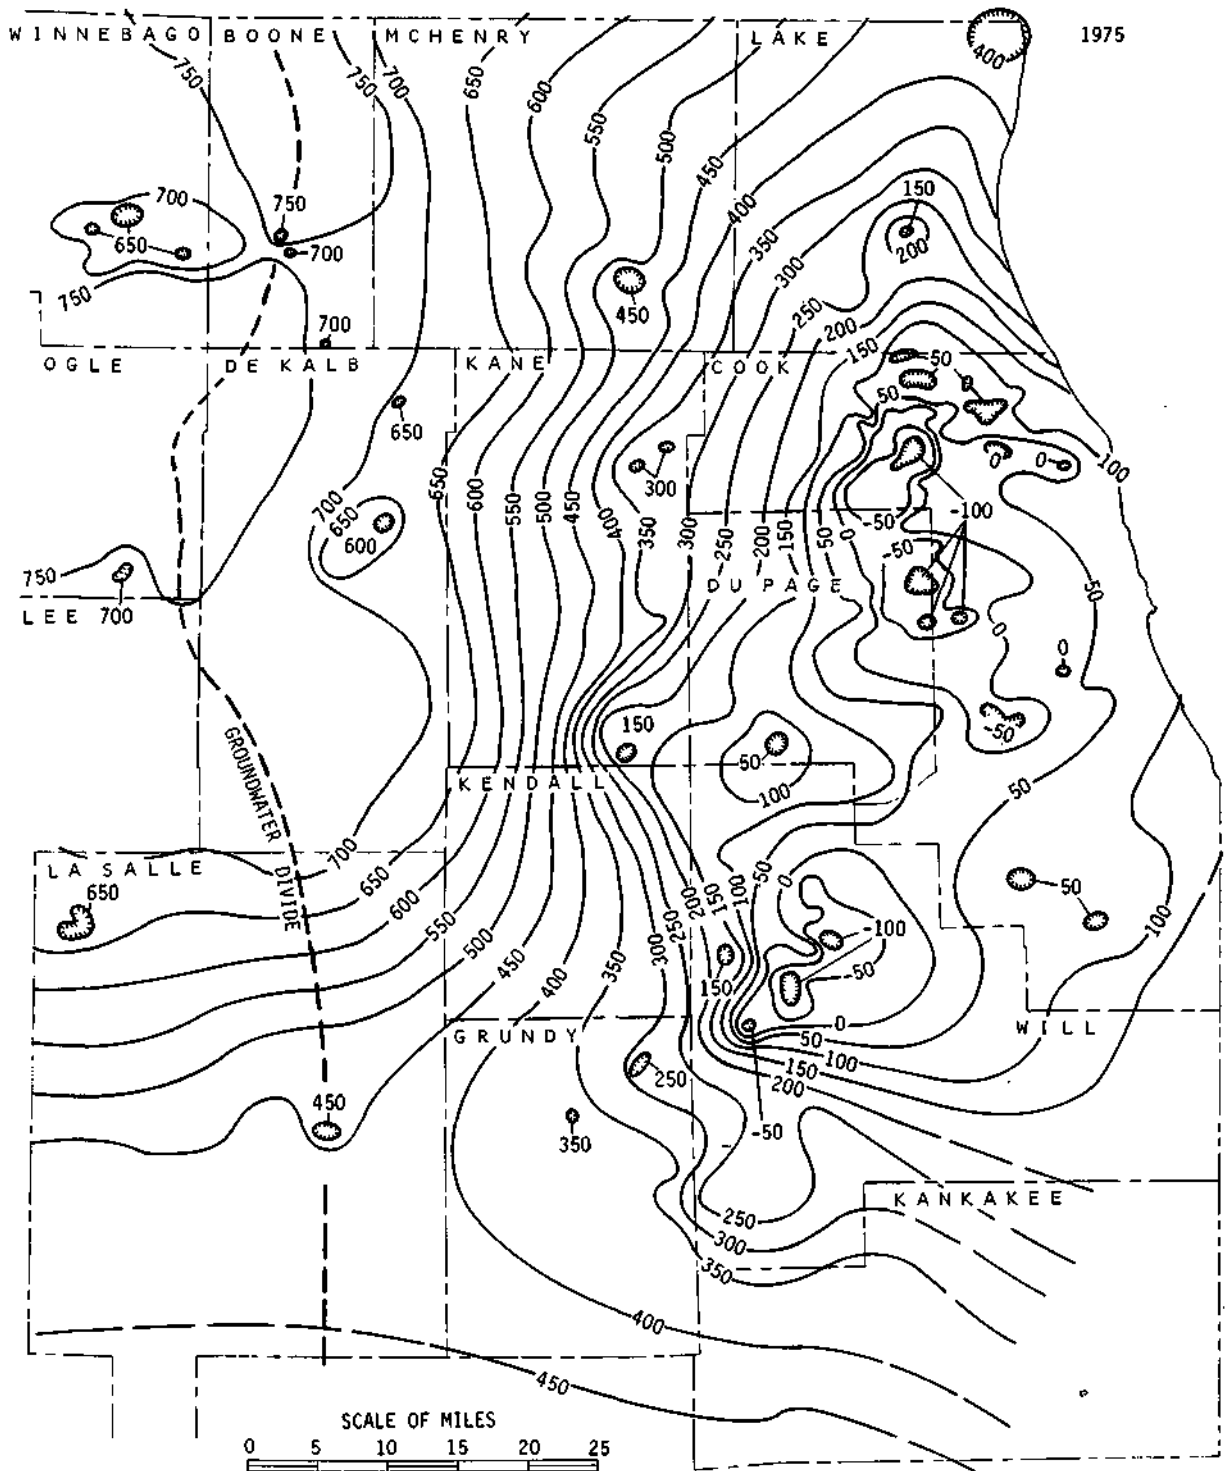 WINNEBAGO BOONE MCHENRY LAKE 1975
400
750 750 700 650 600 550 500 450 400 350 300
700 650 750 700 750 700
450
150 200
250 200 150
OGLE DE KALB KANE COOK
650
50 50
0 0 100
300
700 650 600
650 600 550 500 450 400 350 300 250 200 150 50 0
-50 -100
-50
750 700
LEE
DU PAGE
50
0 0
-50
150
50
100
50
GROUNDWATER DIVIDE
KENDALL
LA SALLE
650
700 650 600 550 500 450 400 350 300 250 200 150 100 50 0
-100
-50
50
100
150
GRUNDY
WILL
0
50
100
150
200
250
350
450
-50
KANKAKEE
250
300
350
400
450
SCALE OF MILES
0 5 10 15 20 25